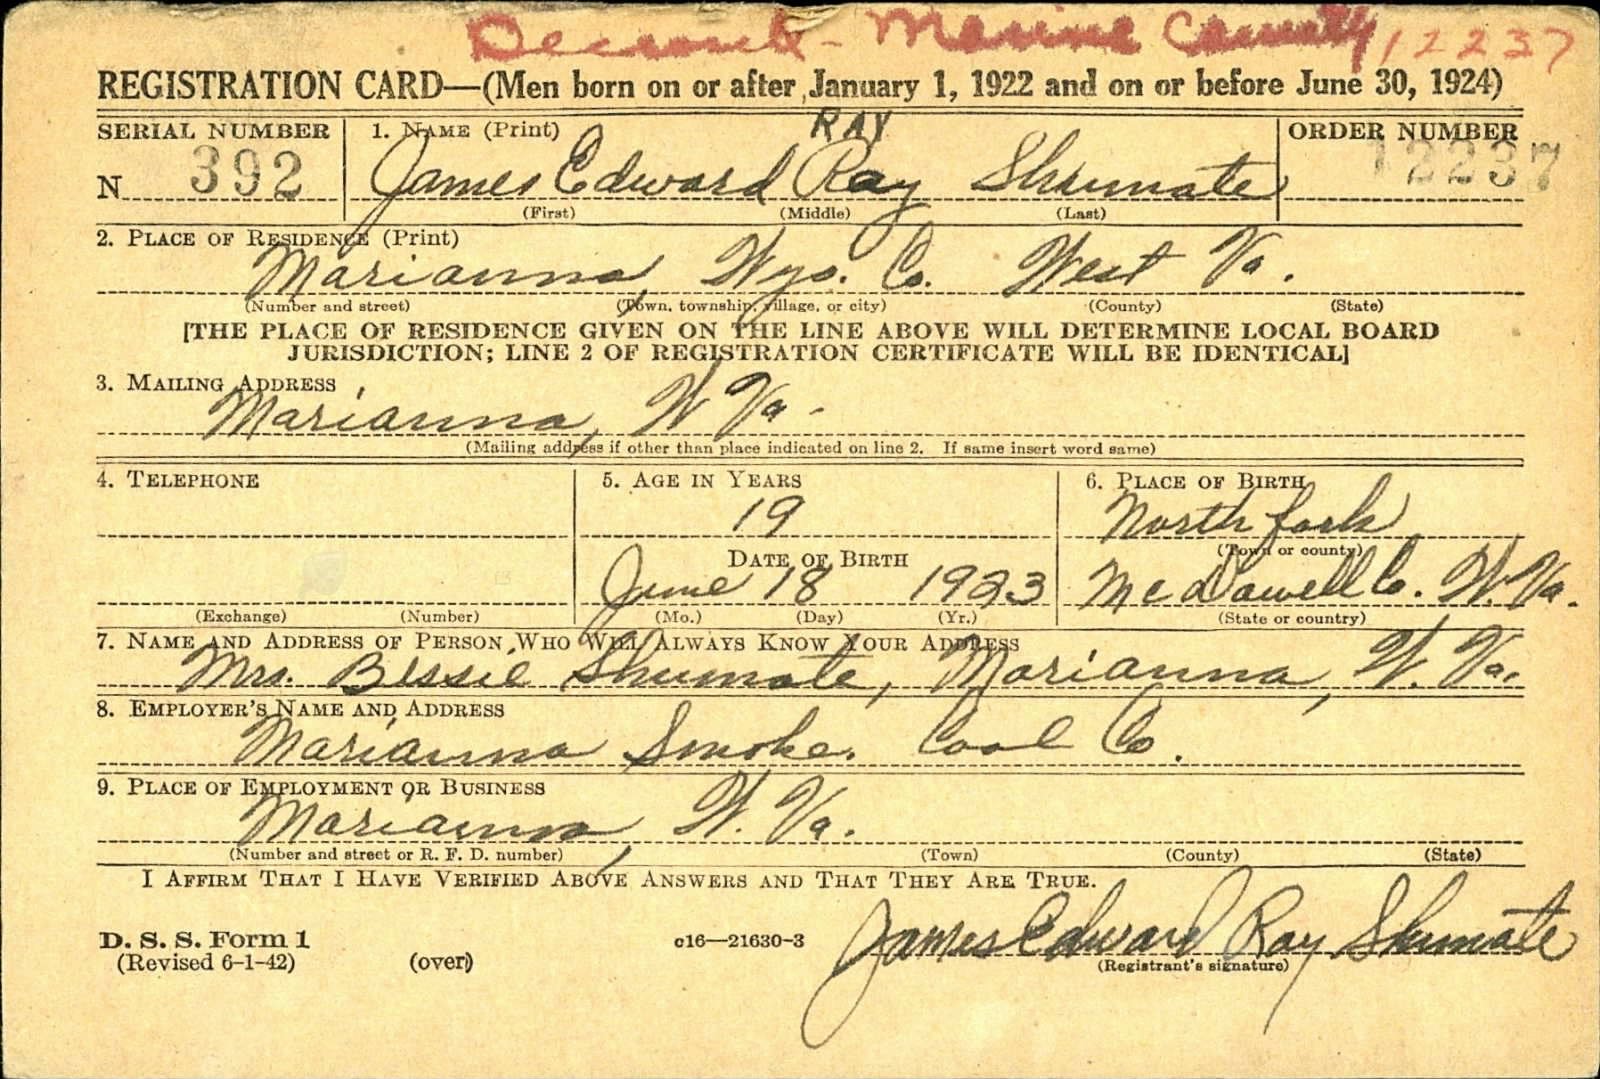 Marine 12237
REGISTRATION CARD—(Men born on or after January 1, 1922 and on or before June 30, 1924)
SERIAL NUMBER 1. NAME (Print) RAY ORDER NUMBER
N 392 James Edward Ray Shrumate 12237
(First) (Middle) (Last)
2. PLACE OF RESIDENCE (Print)
Marianna, Wyo. Co. West Va.
(Number and street) (Town, township, village, or city) (County) (State)
[THE PLACE OF RESIDENCE GIVEN ON THE LINE ABOVE WILL DETERMINE LOCAL BOARD
JURISDICTION; LINE 2 OF REGISTRATION CERTIFICATE WILL BE IDENTICAL]
3. MAILING ADDRESS
Marianna, W Va.
(Mailing address if other than place indicated on line 2. If same insert word same)
4. TELEPHONE 5. AGE IN YEARS 6. PLACE OF BIRTH
19 North fork
DATE OF BIRTH (Town or county)
June 18 1923 McDowell Co. W. Va.
(Exchange) (Number) (Mo.) (Day) (Yr.) (State or country)
7. NAME AND ADDRESS OF PERSON WHO WILL ALWAYS KNOW YOUR ADDRESS
Mrs. Bessie Shumate, Marianna, W. Va.
8. EMPLOYER'S NAME AND ADDRESS
Marianna Smoke. Coal Co.
9. PLACE OF EMPLOYMENT OR BUSINESS
Marianna, W. Va.
(Number and street or R. F. D. number) (Town) (County) (State)
I AFFIRM THAT I HAVE VERIFIED ABOVE ANSWERS AND THAT THEY ARE TRUE.
D. S. S. Form 1 c16—21630-3 James Edward Ray Shumate
(Revised 6-1-42) (over) (Registrant's signature)